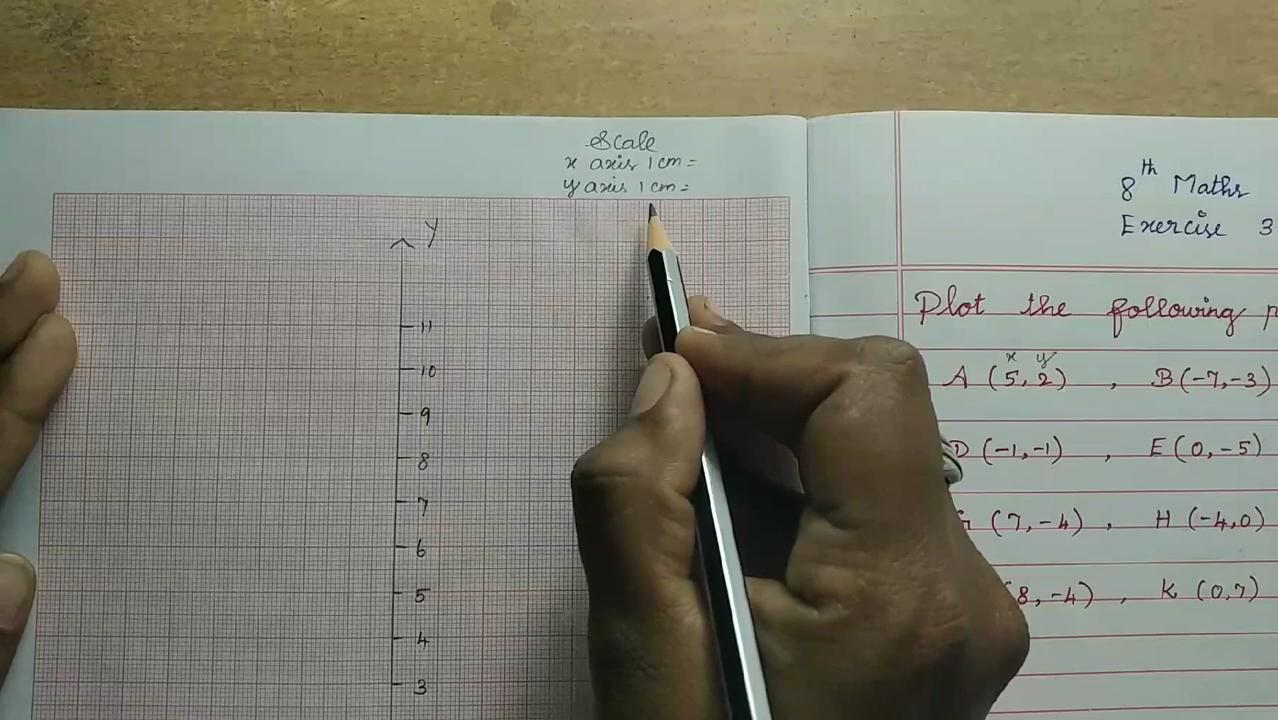 Scale
x axis 1 cm =
y axis 1 cm =
y
11
10
9
8
7
6
5
4
3
8th Maths
Exercise 3
Plot the following
x y
A (5, 2) , B(-7, -3)
D (-1, -1) , E(0, -5)
(7, -4) , H (-4, 0)
(8, -4) , K (0, 7)